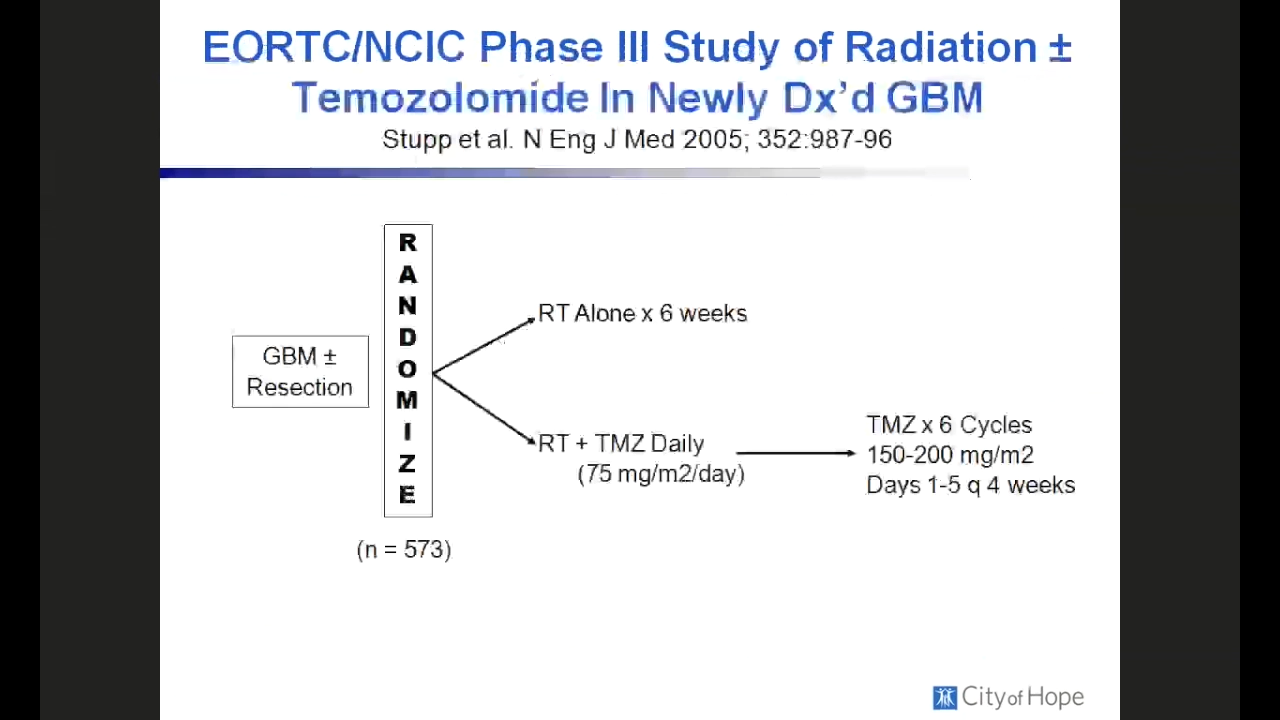 EORTC/NCIC Phase III Study of Radiation ±
Temozolomide In Newly Dx’d GBM
Stupp et al. N Eng J Med 2005; 352:987-96
GBM ±
Resection
RANDOMIZE
(n = 573)
RT Alone x 6 weeks
RT + TMZ Daily
(75 mg/m2/day)
TMZ x 6 Cycles
150-200 mg/m2
Days 1-5 q 4 weeks
City of Hope